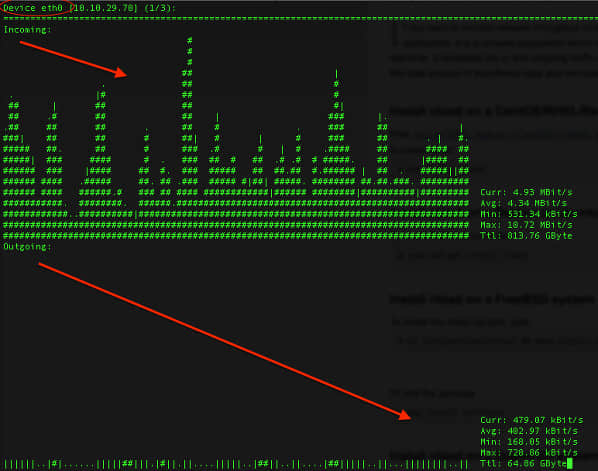 Device eth0 [10.10.29.70] (1/3):
Incoming:
Curr: 4.93 MBit/s
Avg: 4.34 MBit/s
Min: 531.34 kBit/s
Max: 10.72 MBit/s
Ttl: 813.76 GByte
Outgoing:
Curr: 479.07 kBit/s
Avg: 402.97 kBit/s
Min: 168.05 kBit/s
Max: 728.86 kBit/s
Ttl: 64.86 GByte